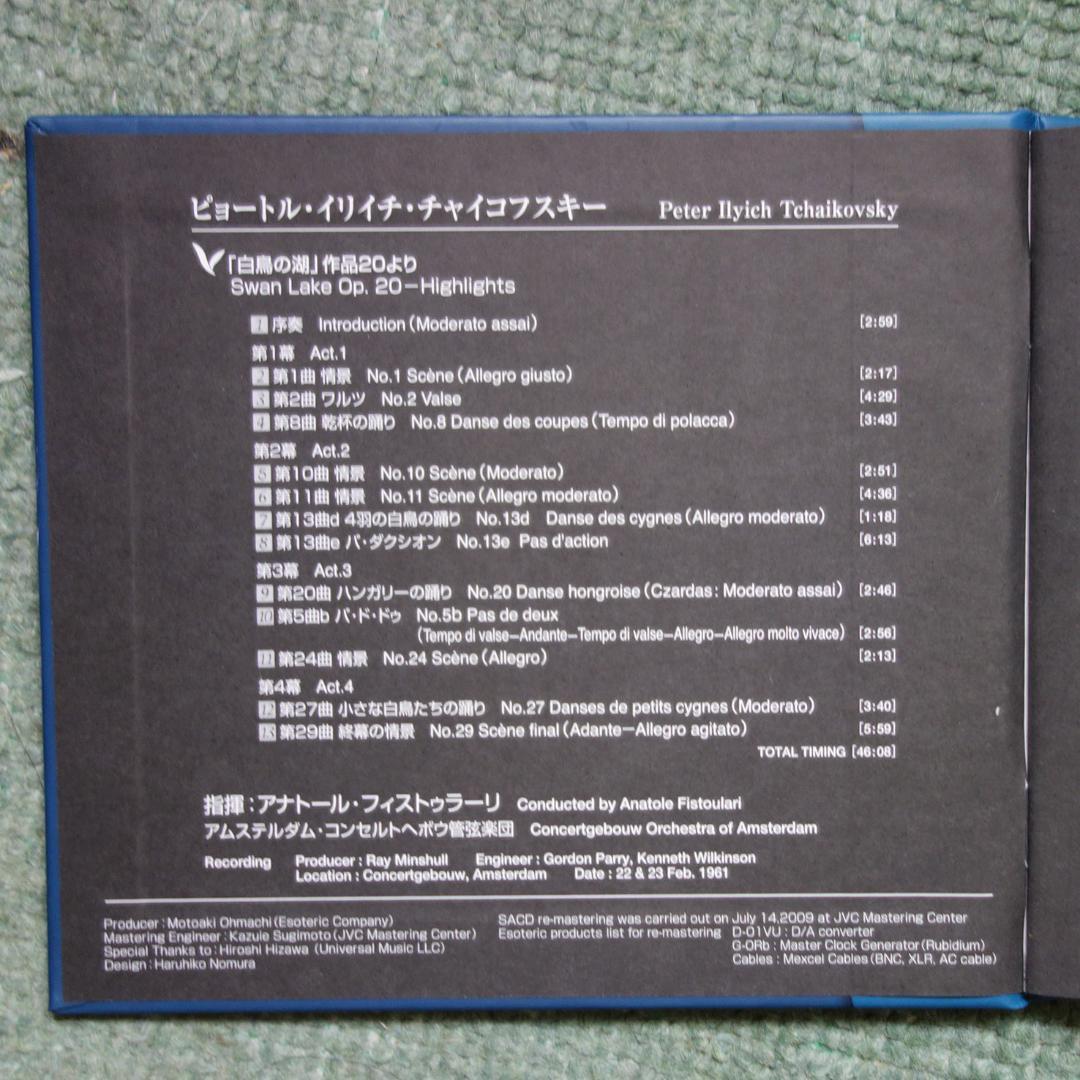 ピョートル・イリイチ・チャイコフスキー Peter Ilyich Tchaikovsky
「白鳥の湖」作品20より
Swan Lake Op. 20－Highlights
1 序奏 Introduction (Moderato assai) [2:59]
第1幕 Act.1
2 第1曲 情景 No.1 Scène (Allegro giusto) [2:17]
3 第2曲 ワルツ No.2 Valse [4:29]
4 第8曲 乾杯の踊り No.8 Danse des coupes (Tempo di polacca) [3:43]
第2幕 Act.2
5 第10曲 情景 No.10 Scène (Moderato) [2:51]
6 第11曲 情景 No.11 Scène (Allegro moderato) [4:36]
7 第13曲d 4羽の白鳥の踊り No.13d Danse des cygnes (Allegro moderato) [1:18]
8 第13曲e パ・ダクシオン No.13e Pas d'action [6:13]
第3幕 Act.3
9 第20曲 ハンガリーの踊り No.20 Danse hongroise (Czardas : Moderato assai) [2:46]
10 第5曲b パ・ド・ドゥ No.5b Pas de deux
(Tempo di valse–Andante–Tempo di valse–Allegro–Allegro molto vivace) [2:56]
11 第24曲 情景 No.24 Scène (Allegro) [2:13]
第4幕 Act.4
12 第27曲 小さな白鳥たちの踊り No.27 Danses de petits cygnes (Moderato) [3:40]
13 第29曲 終幕の情景 No.29 Scène final (Adante－Allegro agitato) [5:59]
TOTAL TIMING [46:08]
指揮：アナトール・フィストゥラーリ Conducted by Anatole Fistoulari
アムステルダム・コンセルトヘボウ管弦楽団 Concertgebouw Orchestra of Amsterdam
Recording Producer : Ray Minshull Engineer : Gordon Parry, Kenneth Wilkinson
Location : Concertgebouw, Amsterdam Date : 22 & 23 Feb. 1961
Producer : Motoaki Ohmachi (Esoteric Company)
Mastering Engineer : Kazuie Sugimoto (JVC Mastering Center)
Special Thanks to : Hiroshi Hizawa (Universal Music LLC)
Design : Haruhiko Nomura
SACD re-mastering was carried out on July 14,2009 at JVC Mastering Center
Esoteric products list for re-mastering D-01VU : D/A converter
G-0Rb : Master Clock Generator (Rubidium)
Cables : Mexcel Cables (BNC, XLR, AC cable)